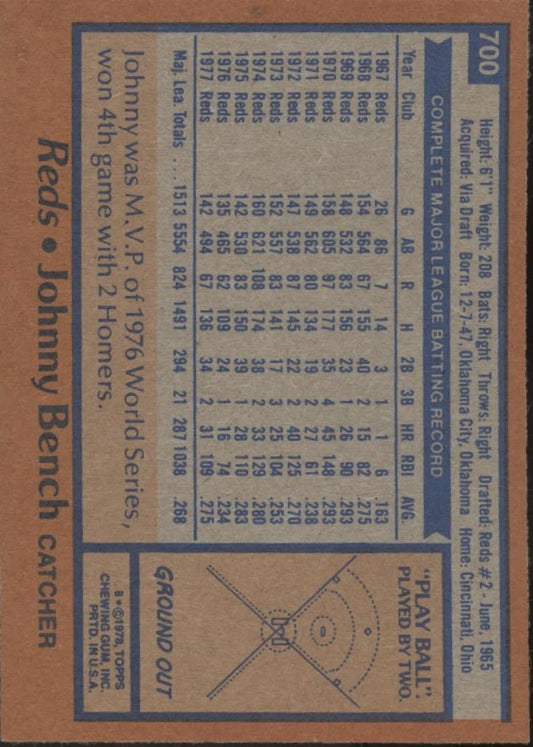 700
Height: 6'1" Weight: 208 Bats: Right Throws: Right Drafted: Reds #2 - June, 1965
Acquired: Via Draft Born: 12-7-47, Oklahoma City, Oklahoma Home: Cincinnati, Ohio
COMPLETE MAJOR LEAGUE BATTING RECORD
Year Club G AB R H 2B 3B HR RBI AVG.
1967 Reds 26 86 7 14 3 1 1 6 .163
1968 Reds 154 564 67 155 40 2 15 82 .275
1969 Reds 148 532 83 156 23 1 26 90 .293
1970 Reds 158 605 97 177 35 4 45 148 .293
1971 Reds 149 562 80 134 19 2 27 61 .238
1972 Reds 147 538 87 145 22 2 40 125 .270
1973 Reds 152 557 83 141 17 3 25 104 .253
1974 Reds 160 621 108 174 38 2 33 129 .280
1975 Reds 142 530 83 150 39 1 28 110 .283
1976 Reds 135 465 62 109 24 1 16 74 .234
1977 Reds 142 494 67 136 34 2 31 109 .275
Maj. Lea. Totals ... 1513 5554 824 1491 294 21 287 1038 .268
Johnny was M.V.P. of 1976 World Series,
won 4th game with 2 Homers.
"PLAY BALL".
PLAYED BY TWO.
GROUND OUT
B •©1978, TOPPS
CHEWING GUM, INC.
PRTD. IN U.S.A.
Reds • Johnny Bench CATCHER